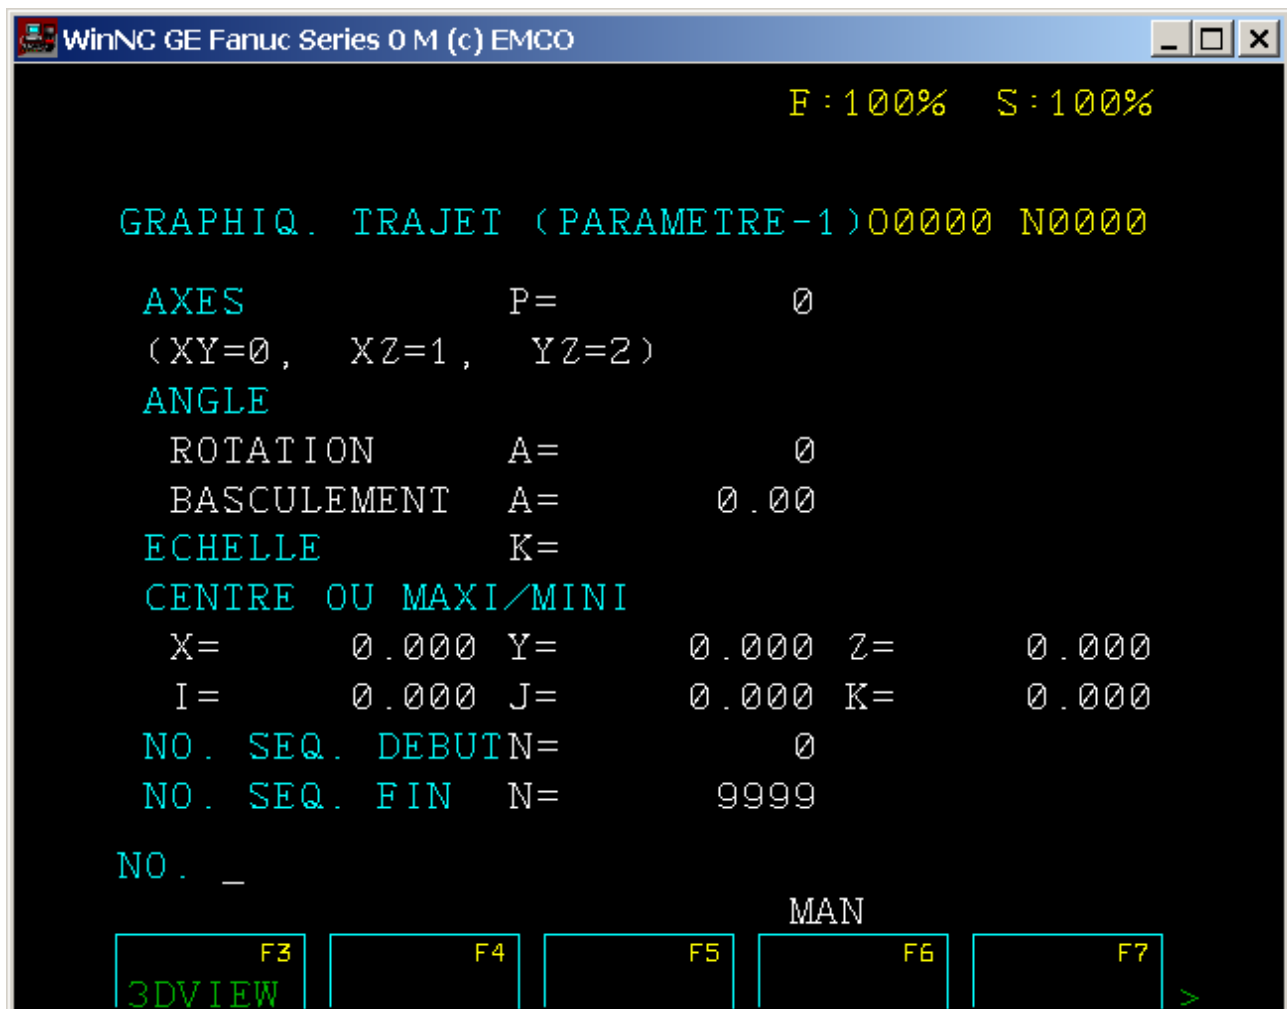 WinNC GE Fanuc Series 0 M (c) EMCO
F:100% S:100%
GRAPHIQ. TRAJET (PARAMETRE-1)O0000 N0000
AXES P= 0
(XY=0, XZ=1, YZ=2)
ANGLE
ROTATION A= 0
BASCULEMENT A= 0.00
ECHELLE K=
CENTRE OU MAXI/MINI
X= 0.000 Y= 0.000 Z= 0.000
I= 0.000 J= 0.000 K= 0.000
NO. SEQ. DEBUT N= 0
NO. SEQ. FIN N= 9999
NO. _
MAN
F3 F4 F5 F6 F7
3DVIEW >